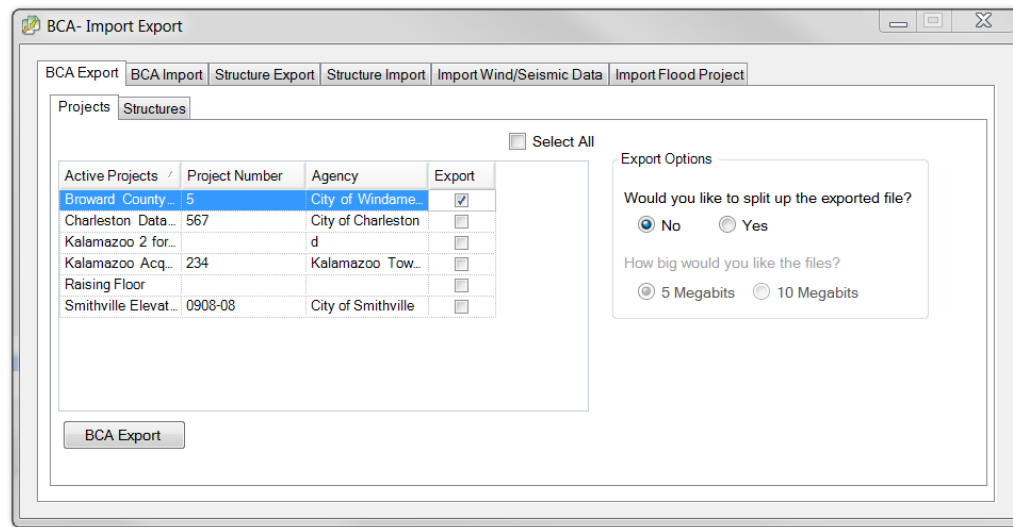 BCA- Import Export
BCA Export BCA Import Structure Export Structure Import Import Wind/Seismic Data Import Flood Project
Projects Structures
Select All
Active Projects Project Number Agency Export
Broward County... 5 City of Windame...
Charleston Data... 567 City of Charleston
Kalamazoo 2 for... d
Kalamazoo Acq... 234 Kalamazoo Tow...
Raising Floor
Smithville Elevat... 0908-08 City of Smithville
Export Options
Would you like to split up the exported file?
No Yes
How big would you like the files?
5 Megabits 10 Megabits
BCA Export